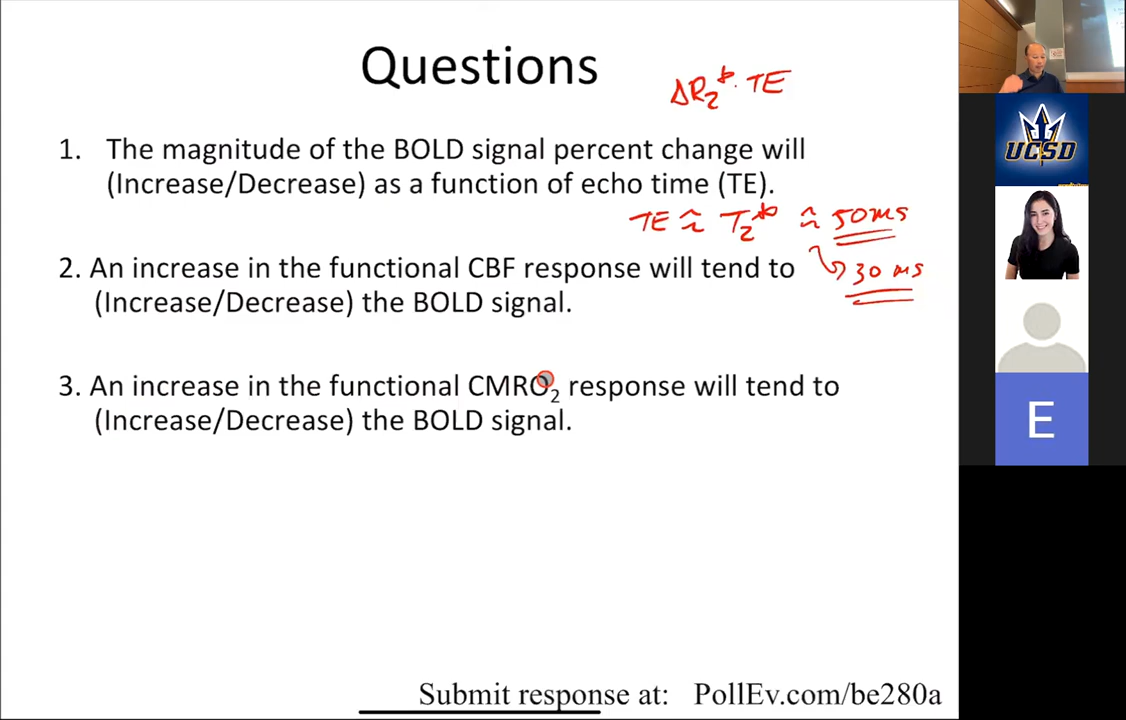 Questions
ΔR₂* · TE
1. The magnitude of the BOLD signal percent change will
(Increase/Decrease) as a function of echo time (TE).
TE ≈ T₂* ≈ 50ms
2. An increase in the functional CBF response will tend to
30 ms
(Increase/Decrease) the BOLD signal.
3. An increase in the functional CMRO₂ response will tend to
(Increase/Decrease) the BOLD signal.
Submit response at: PollEv.com/be280a
UCSD
E